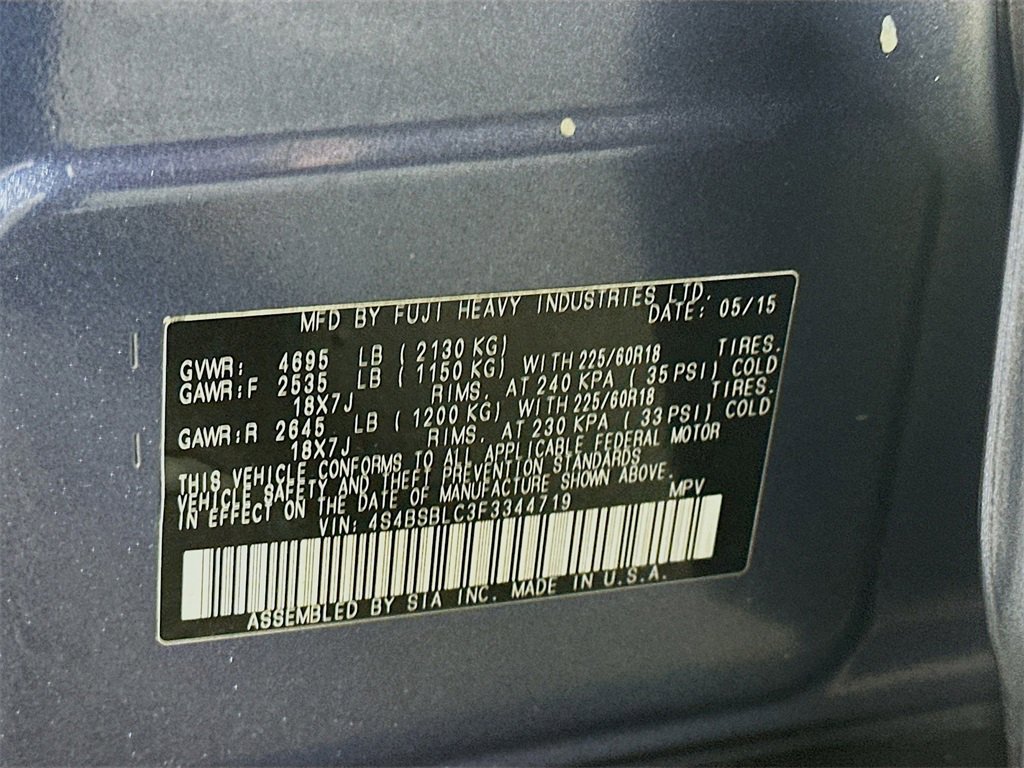 MFD BY FUJI HEAVY INDUSTRIES LTD.
DATE: 05/15
GVWR: 4695 LB ( 2130 KG)
GAWR:F 2535 LB ( 1150 KG) WITH 225/60R18 TIRES.
18X7J RIMS, AT 240 KPA ( 35 PSI) COLD
GAWR:R 2645 LB ( 1200 KG) WITH 225/60R18 TIRES.
18X7J RIMS, AT 230 KPA ( 33 PSI) COLD
THIS VEHICLE CONFORMS TO ALL APPLICABLE FEDERAL MOTOR
VEHICLE SAFETY AND THEFT PREVENTION STANDARDS
IN EFFECT ON THE DATE OF MANUFACTURE SHOWN ABOVE.
VIN: 4S4BSBLC3F3344719 MPV
ASSEMBLED BY SIA INC. MADE IN U.S.A.